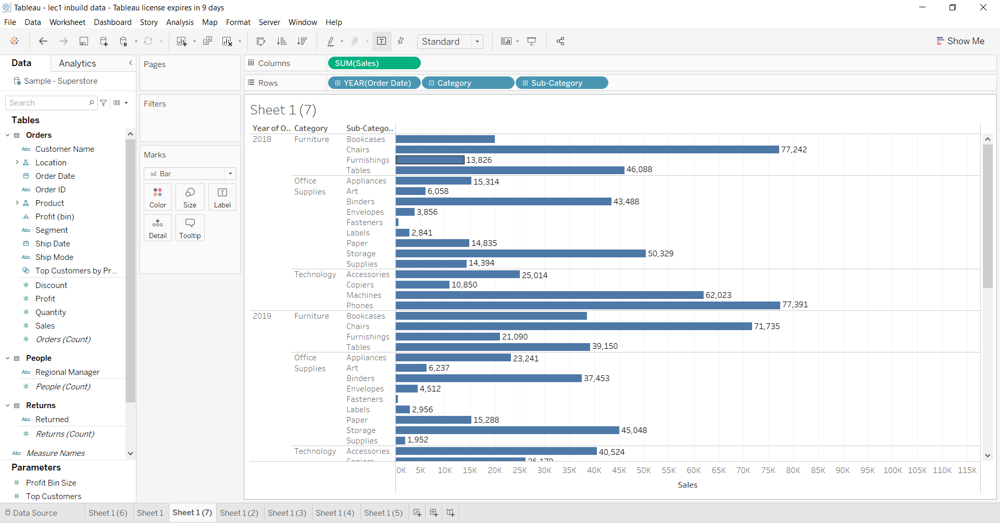 Tableau - lec1 inbuild data - Tableau license expires in 9 days
File Data Worksheet Dashboard Story Analysis Map Format Server Window Help
Standard
Show Me
Data Analytics
Sample - Superstore
Search
Tables
Orders
Abc Customer Name
Location
Order Date
Abc Order ID
Product
Profit (bin)
Abc Segment
Ship Date
Abc Ship Mode
Top Customers by Pr...
# Discount
# Profit
# Quantity
# Sales
# Orders (Count)
People
Abc Regional Manager
# People (Count)
Returns
Abc Returned
# Returns (Count)
Abc Measure Names
Parameters
# Profit Bin Size
# Top Customers
Pages
Filters
Marks
Bar
Color Size Label
Detail Tooltip
Columns SUM(Sales)
Rows YEAR(Order Date) Category Sub-Category
Sheet 1 (7)
Year of O.. Category Sub-Catego..
2018 Furniture Bookcases
Chairs 77,242
Furnishings 13,826
Tables 46,088
Office Supplies Appliances 15,314
Art 6,058
Binders 43,488
Envelopes 3,856
Fasteners
Labels 2,841
Paper 14,835
Storage 50,329
Supplies 14,394
Technology Accessories 25,014
Copiers 10,850
Machines 62,023
Phones 77,391
2019 Furniture Bookcases
Chairs 71,735
Furnishings 21,090
Tables 39,150
Office Supplies Appliances 23,241
Art 6,237
Binders 37,453
Envelopes 4,512
Fasteners
Labels 2,956
Paper 15,288
Storage 45,048
Supplies 1,952
Technology Accessories 40,524
Copiers 26,179
0K 5K 10K 15K 20K 25K 30K 35K 40K 45K 50K 55K 60K 65K 70K 75K 80K 85K 90K 95K 100K 105K 110K 115K
Sales
Data Source Sheet 1 (6) Sheet 1 Sheet 1 (7) Sheet 1 (2) Sheet 1 (3) Sheet 1 (4) Sheet 1 (5)